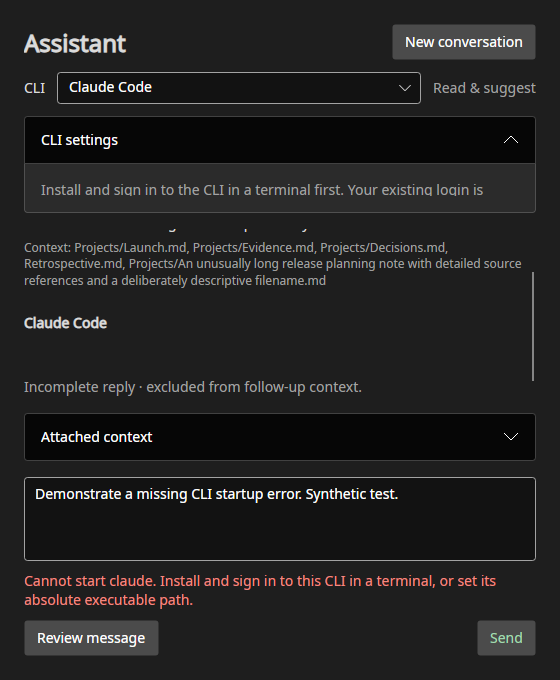 Assistant
New conversation
CLI
Claude Code
Read & suggest
CLI settings
Install and sign in to the CLI in a terminal first. Your existing login is
Context: Projects/Launch.md, Projects/Evidence.md, Projects/Decisions.md,
Retrospective.md, Projects/An unusually long release planning note with detailed source
references and a deliberately descriptive filename.md
Claude Code
Incomplete reply · excluded from follow-up context.
Attached context
Demonstrate a missing CLI startup error. Synthetic test.
Cannot start claude. Install and sign in to this CLI in a terminal, or set its
absolute executable path.
Review message
Send